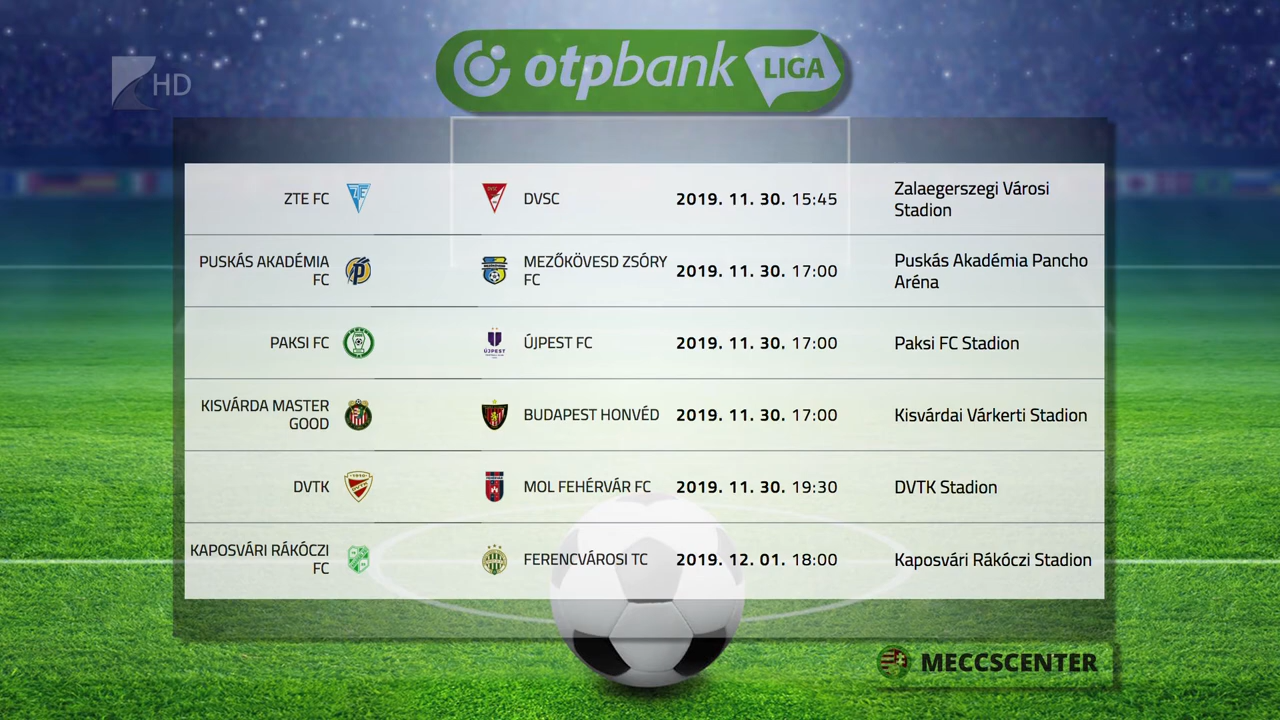 otpbank LIGA
HD
ZTE FC DVSC 2019. 11. 30. 15:45 Zalaegerszegi Városi
Stadion
PUSKÁS AKADÉMIA MEZŐKÖVESD ZSÓRY 2019. 11. 30. 17:00 Puskás Akadémia Pancho
FC FC Aréna
PAKSI FC ÚJPEST ÚJPEST FC 2019. 11. 30. 17:00 Paksi FC Stadion
KISVÁRDA MASTER BUDAPEST HONVÉD 2019. 11. 30. 17:00 Kisvárdai Várkerti Stadion
GOOD
DVTK MOL FEHÉRVÁR FC 2019. 11. 30. 19:30 DVTK Stadion
KAPOSVÁRI RÁKÓCZI FERENCVÁROSI TC 2019. 12. 01. 18:00 Kaposvári Rákóczi Stadion
FC
MECCSCENTER